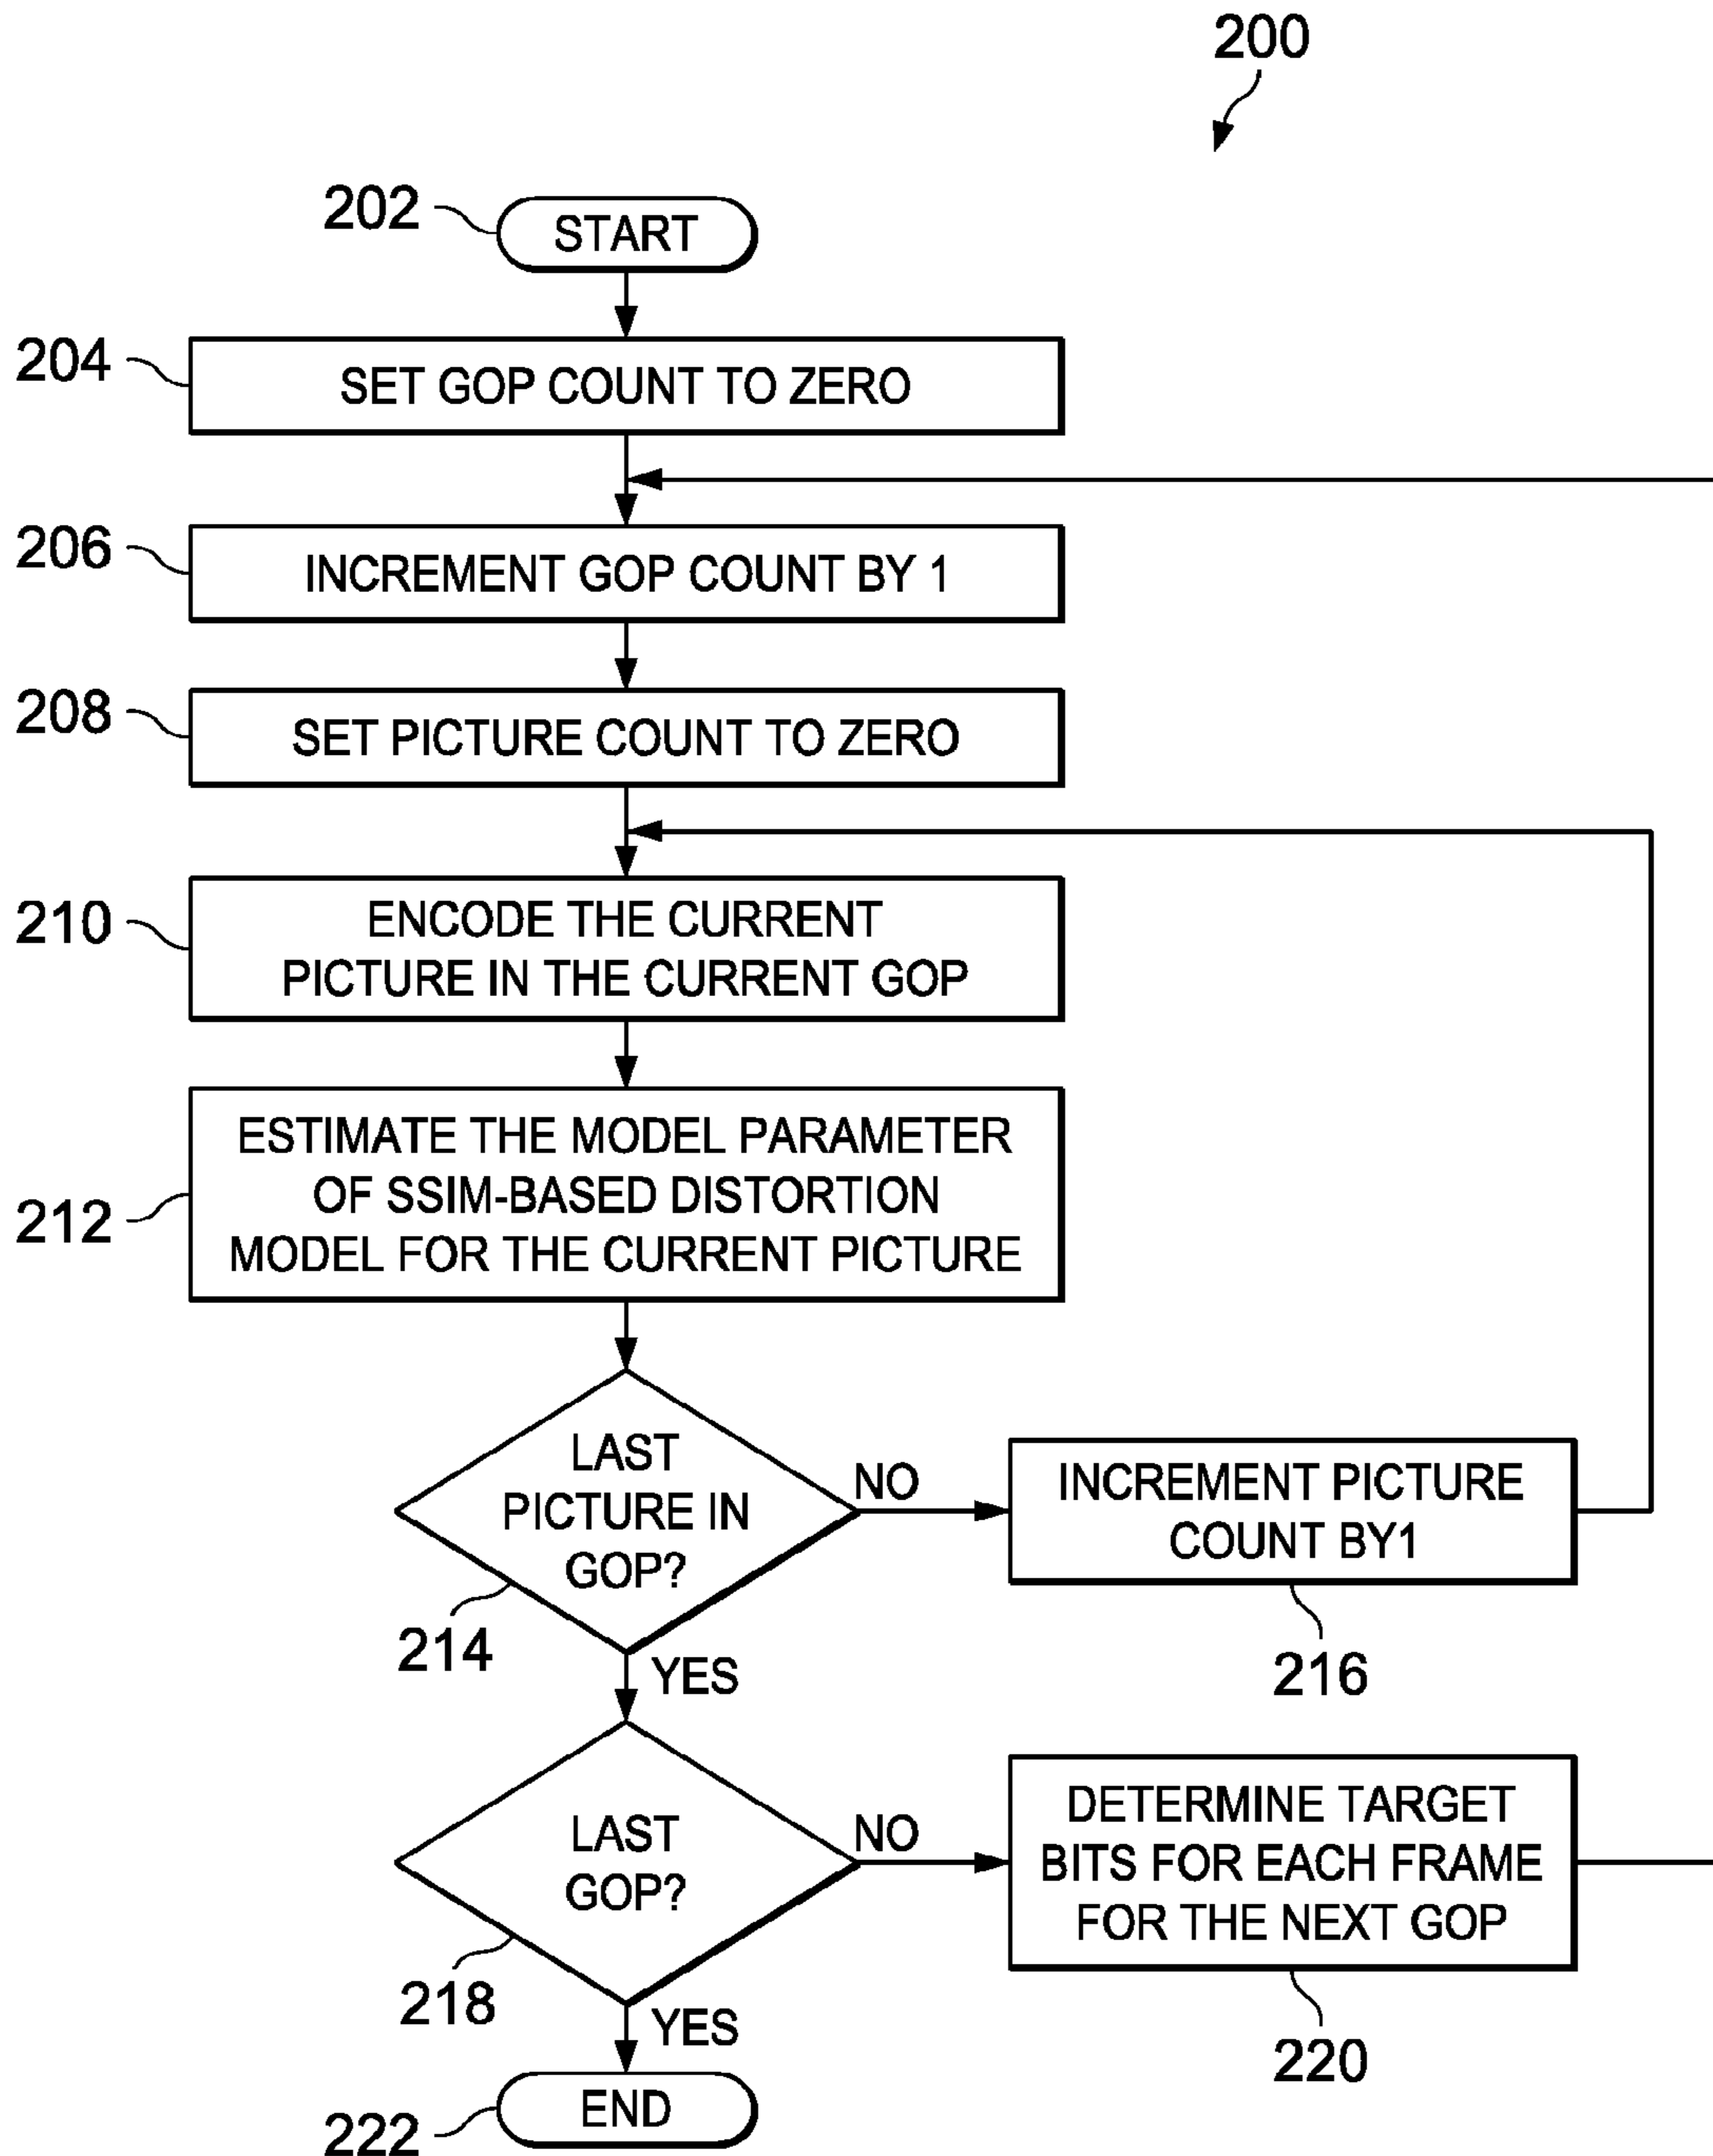 200
202
START
204
SET GOP COUNT TO ZERO
206
INCREMENT GOP COUNT BY 1
208
SET PICTURE COUNT TO ZERO
210
ENCODE THE CURRENT
PICTURE IN THE CURRENT GOP
212
ESTIMATE THE MODEL PARAMETER
OF SSIM-BASED DISTORTION
MODEL FOR THE CURRENT PICTURE
LAST
PICTURE IN
GOP?
214
NO
INCREMENT PICTURE
COUNT BY1
216
YES
LAST
GOP?
218
NO
DETERMINE TARGET
BITS FOR EACH FRAME
FOR THE NEXT GOP
220
YES
END
222